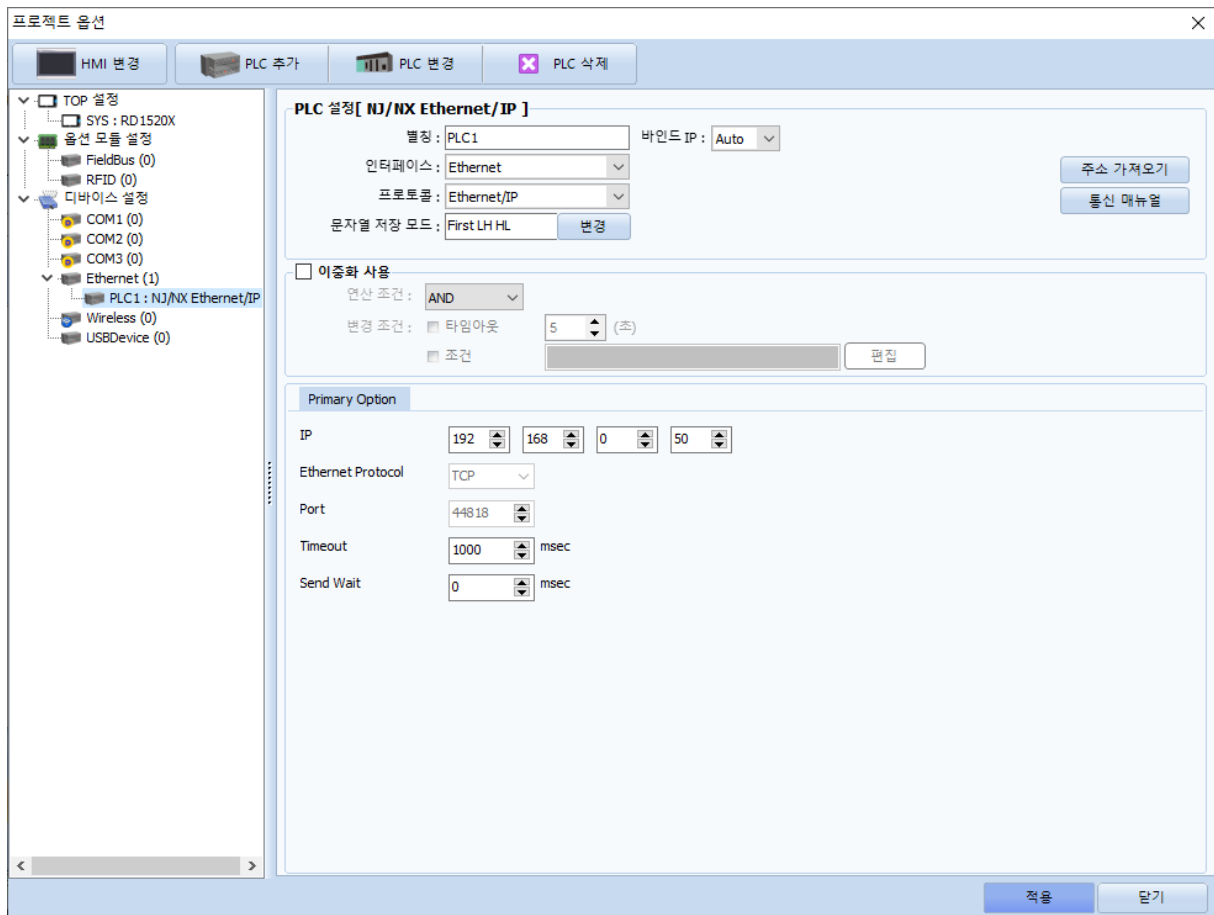 프로젝트 옵션
HMI 변경
PLC 추가
PLC 변경
PLC 삭제
TOP 설정
SYS : RD1520X
옵션 모듈 설정
FieldBus (0)
RFID (0)
디바이스 설정
COM1 (0)
COM2 (0)
COM3 (0)
Ethernet (1)
PLC1 : NJ/NX Ethernet/IP
Wireless (0)
USBDevice (0)
PLC 설정[ NJ/NX Ethernet/IP ]
별칭 : PLC1 바인드 IP : Auto
인터페이스 : Ethernet
주소 가져오기
프로토콜 : Ethernet/IP
통신 매뉴얼
문자열 저장 모드 : First LH HL 변경
이중화 사용
연산 조건 : AND
변경 조건 : 타임아웃 5 (초)
조건 편집
Primary Option
IP 192 168 0 50
Ethernet Protocol TCP
Port 44818
Timeout 1000 msec
Send Wait 0 msec
적용 닫기